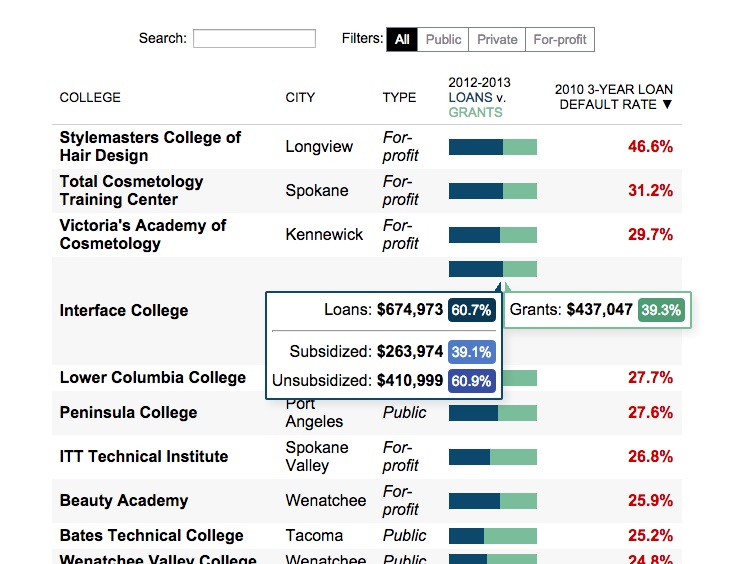 Search: Filters: All Public Private For-profit
COLLEGE CITY TYPE 2012-2013 LOANS v. GRANTS 2010 3-YEAR LOAN DEFAULT RATE ▼
Stylemasters College of Hair Design Longview For-profit 46.6%
Total Cosmetology Training Center Spokane For-profit 31.2%
Victoria's Academy of Cosmetology Kennewick For-profit 29.7%
Interface College
Loans: $674,973 60.7% Grants: $437,047 39.3%
Subsidized: $263,974 39.1%
Unsubsidized: $410,999 60.9%
Lower Columbia College 27.7%
Peninsula College Port Angeles Public 27.6%
ITT Technical Institute Spokane Valley For-profit 26.8%
Beauty Academy Wenatchee For-profit 25.9%
Bates Technical College Tacoma Public 25.2%
Wenatchee Valley College Wenatchee Public 24.8%